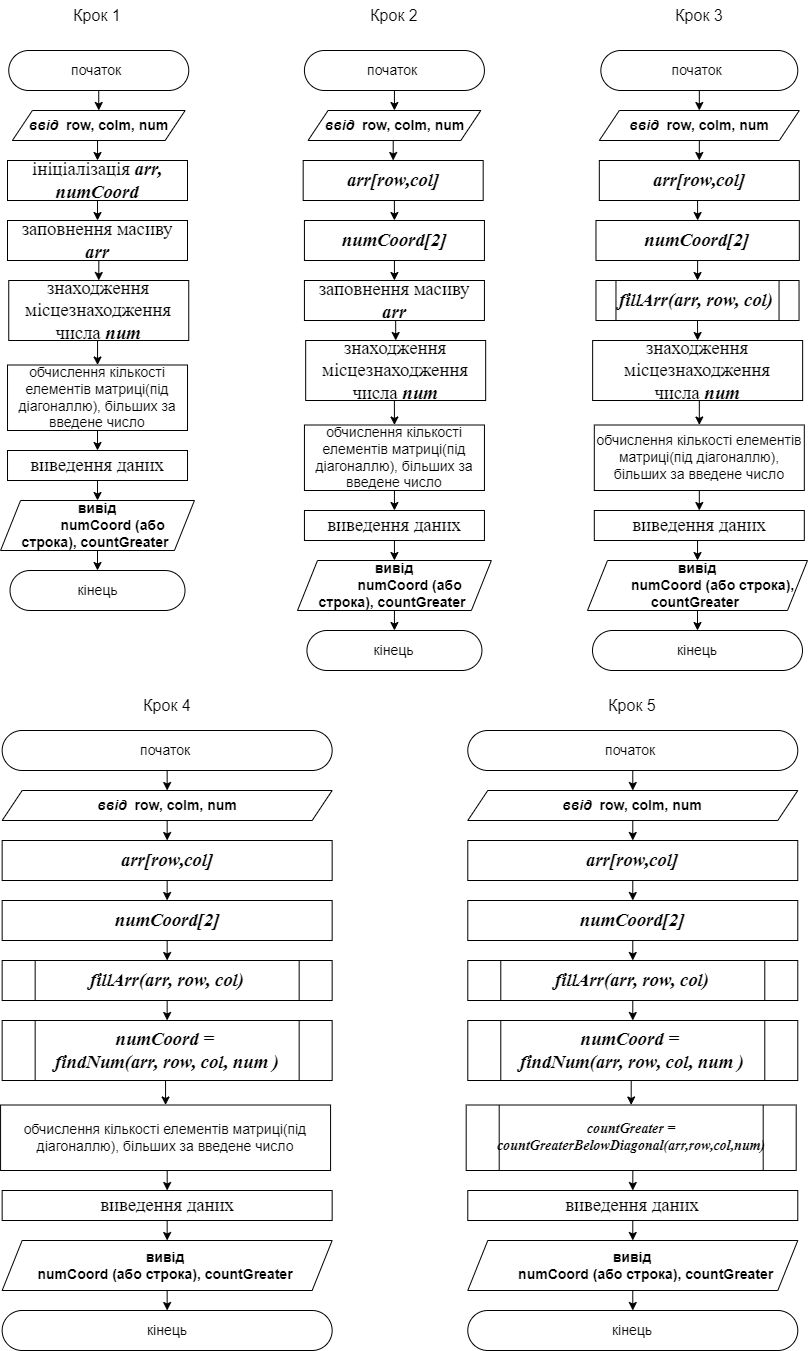 Крок 1
початок
ввід row, colm, num
ініціалізація arr,
numCoord
заповнення масиву
arr
знаходження
місцезнаходження
числа num
обчислення кількості
елементів матриці(під
діагоналлю), більших за
введене число
виведення даних
вивід
numCoord (або
строка), countGreater
кінець
Крок 2
початок
ввід row, colm, num
arr[row,col]
numCoord[2]
заповнення масиву
arr
знаходження
місцезнаходження
числа num
обчислення кількості
елементів матриці(під
діагоналлю), більших за
введене число
виведення даних
вивід
numCoord (або
строка), countGreater
кінець
Крок 3
початок
ввід row, colm, num
arr[row,col]
numCoord[2]
fillArr(arr, row, col)
знаходження
місцезнаходження
числа num
обчислення кількості елементів
матриці(під діагоналлю),
більших за введене число
виведення даних
вивід
numCoord (або строка),
countGreater
кінець
Крок 4
початок
ввід row, colm, num
arr[row,col]
numCoord[2]
fillArr(arr, row, col)
numCoord =
findNum(arr, row, col, num )
обчислення кількості елементів матриці(під
діагоналлю), більших за введене число
виведення даних
вивід
numCoord (або строка), countGreater
кінець
Крок 5
початок
ввід row, colm, num
arr[row,col]
numCoord[2]
fillArr(arr, row, col)
numCoord =
findNum(arr, row, col, num )
countGreater =
countGreaterBelowDiagonal(arr,row,col,num)
виведення даних
вивід
numCoord (або строка), countGreater
кінець